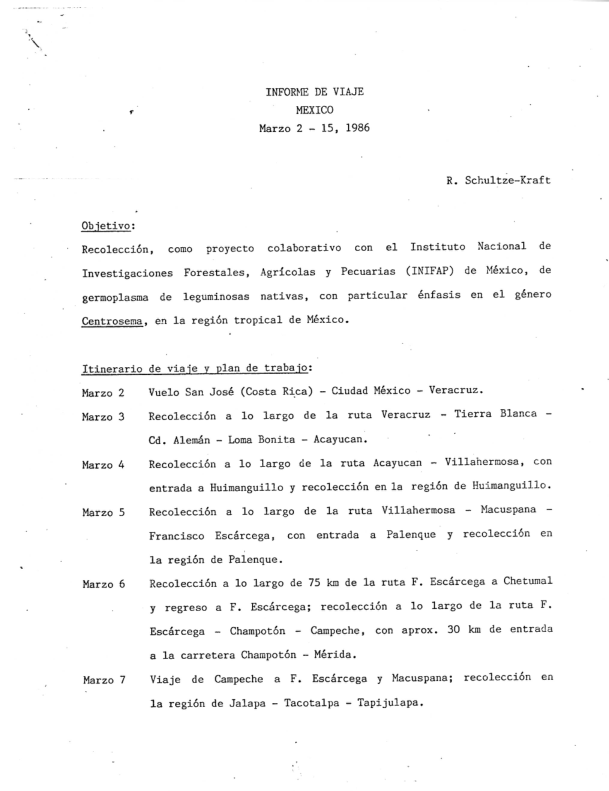 INFORME DE VIAJE
MEXICO
Marzo 2 - 15, 1986
R. Schultze-Kraft
Objetivo:
Recolección, como proyecto colaborativo con el Instituto Nacional de
Investigaciones Forestales, Agrícolas y Pecuarias (INIFAP) de México, de
germoplasma de leguminosas nativas, con particular énfasis en el género
Centrosema, en la región tropical de México.
Itinerario de viaje y plan de trabajo:
Marzo 2 Vuelo San José (Costa Rica) - Ciudad México - Veracruz.
Marzo 3 Recolección a lo largo de la ruta Veracruz - Tierra Blanca -
Cd. Alemán - Loma Bonita - Acayucan.
Marzo 4 Recolección a lo largo de la ruta Acayucan - Villahermosa, con
entrada a Huimanguillo y recolección en la región de Huimanguillo.
Marzo 5 Recolección a lo largo de la ruta Villahermosa - Macuspana -
Francisco Escárcega, con entrada a Palenque y recolección en
la región de Palenque.
Marzo 6 Recolección a lo largo de 75 km de la ruta F. Escárcega a Chetumal
y regreso a F. Escárcega; recolección a lo largo de la ruta F.
Escárcega - Champotón - Campeche, con aprox. 30 km de entrada
a la carretera Champotón - Mérida.
Marzo 7 Viaje de Campeche a F. Escárcega y Macuspana; recolección en
la región de Jalapa - Tacotalpa - Tapijulapa.